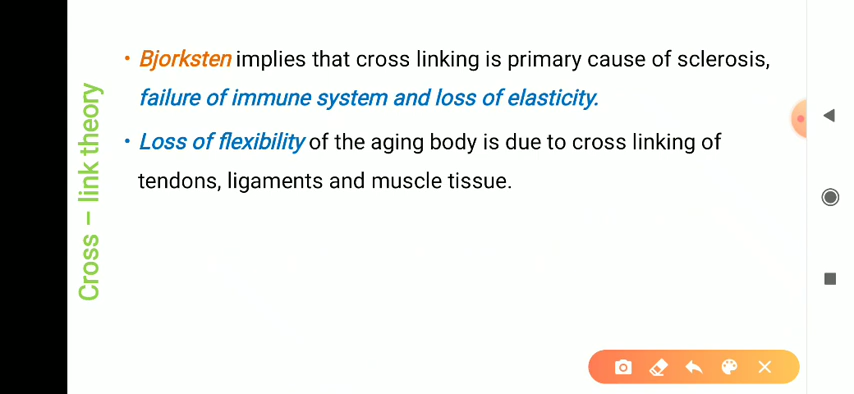 Cross – link theory
• Bjorksten implies that cross linking is primary cause of sclerosis,
failure of immune system and loss of elasticity.
• Loss of flexibility of the aging body is due to cross linking of
tendons, ligaments and muscle tissue.